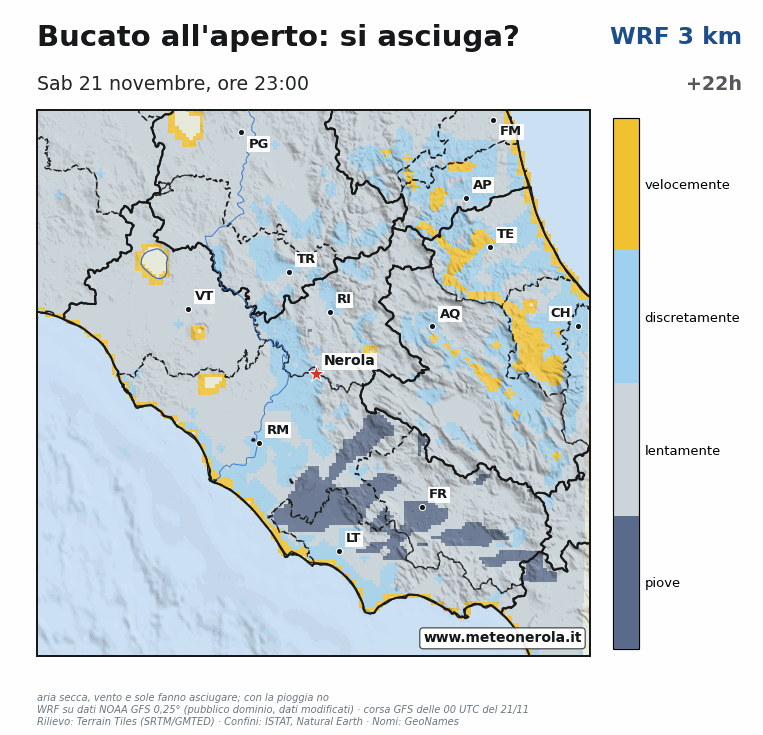 Bucato all'aperto: si asciuga?
WRF 3 km
Sab 21 novembre, ore 23:00
+22h
FM
PG
AP
TE
TR
VT
RI
AQ
CH
Nerola
RM
FR
LT
www.meteonerola.it
velocemente
discretamente
lentamente
piove
aria secca, vento e sole fanno asciugare; con la pioggia no
WRF su dati NOAA GFS 0,25° (pubblico dominio, dati modificati) · corsa GFS delle 00 UTC del 21/11
Rilievo: Terrain Tiles (SRTM/GMTED) · Confini: ISTAT, Natural Earth · Nomi: GeoNames